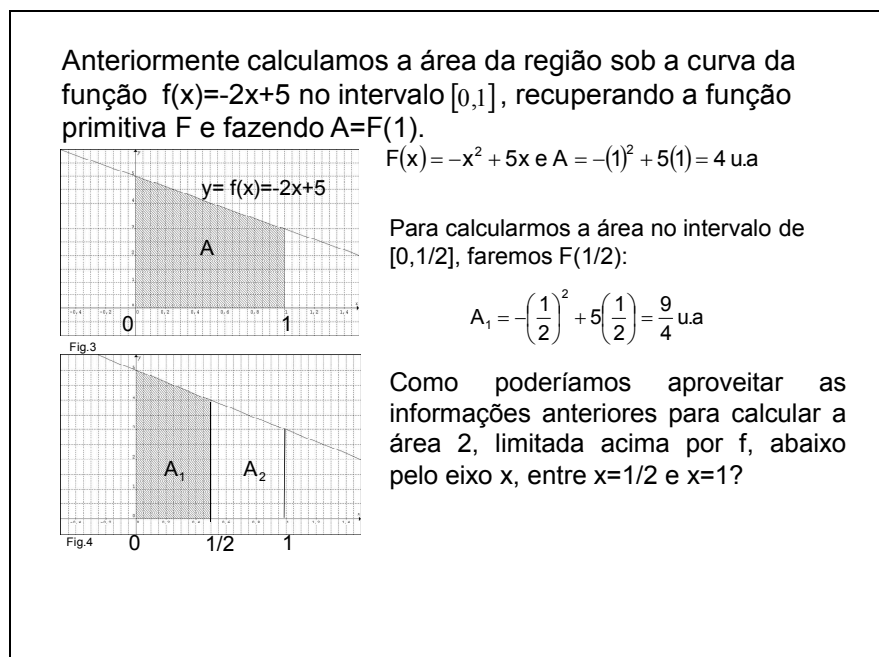 Anteriormente calculamos a área da região sob a curva da
função f(x)=-2x+5 no intervalo [0,1], recuperando a função
primitiva F e fazendo A=F(1).
F(x) = −x² + 5x e A = −(1)² + 5(1) = 4 u.a
y= f(x)=-2x+5
A
0 1
Fig.3
Para calcularmos a área no intervalo de
[0,1/2], faremos F(1/2):
A₁ = −(1/2)² + 5(1/2) = 9/4 u.a
Como poderíamos aproveitar as
informações anteriores para calcular a
área 2, limitada acima por f, abaixo
pelo eixo x, entre x=1/2 e x=1?
A₁ A₂
Fig.4 0 1/2 1